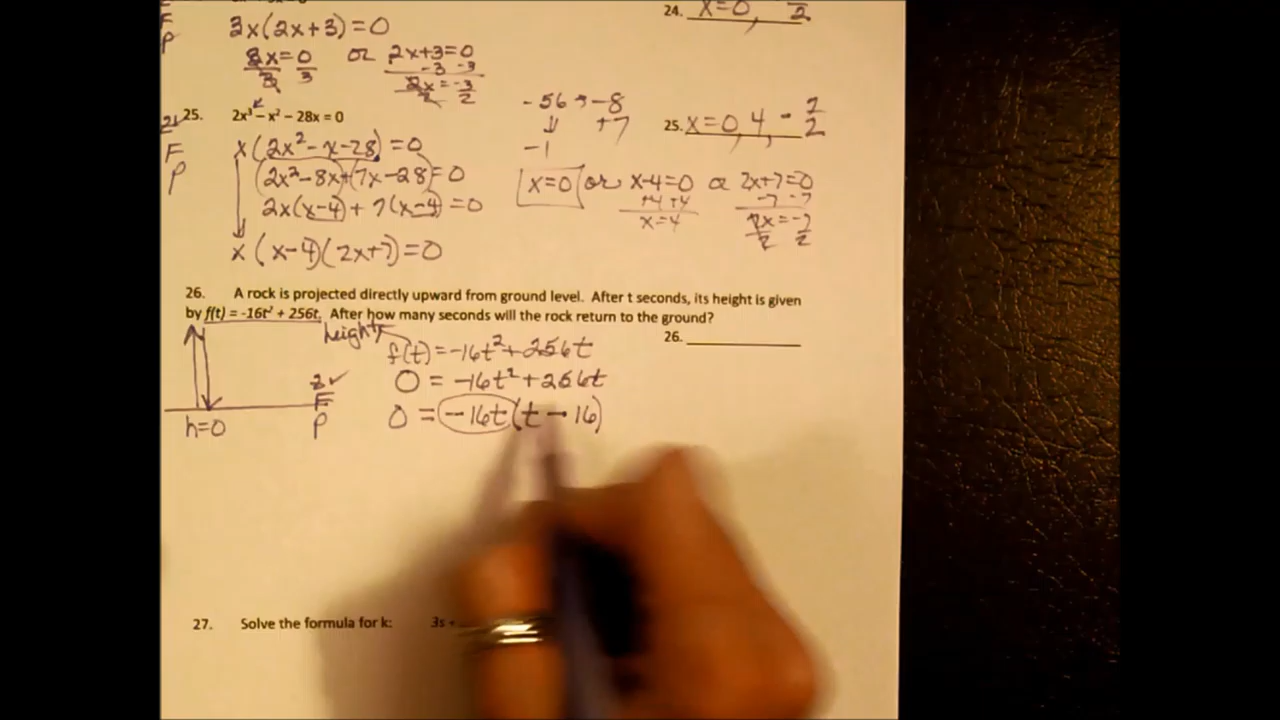 24. x=0, /2
3x(2x+3)=0
3x=0 or 2x+3=0
3 3 -3 -3
2x=-3
2 2
25. 2x³ – x² – 28x = 0
-56 → -8
+7
-1
25. x=0, 4, -7/2
ZP
F
P
x(2x²-x-28)=0
(2x²-8x)+(7x-28)=0
2x(x-4)+7(x-4)=0
x(x-4)(2x+7)=0
x=0 or x-4=0 or 2x+7=0
+4 +4 -7 -7
x=4 2x=-7
2 2
26. A rock is projected directly upward from ground level. After t seconds, its height is given
by f(t) = -16t² + 256t. After how many seconds will the rock return to the ground?
26.
height
f(t)=-16t²+256t
0 = -16t²+256t
0 = -16t(t-16)
h=0
z✓
F
P
27. Solve the formula for k: 3s +